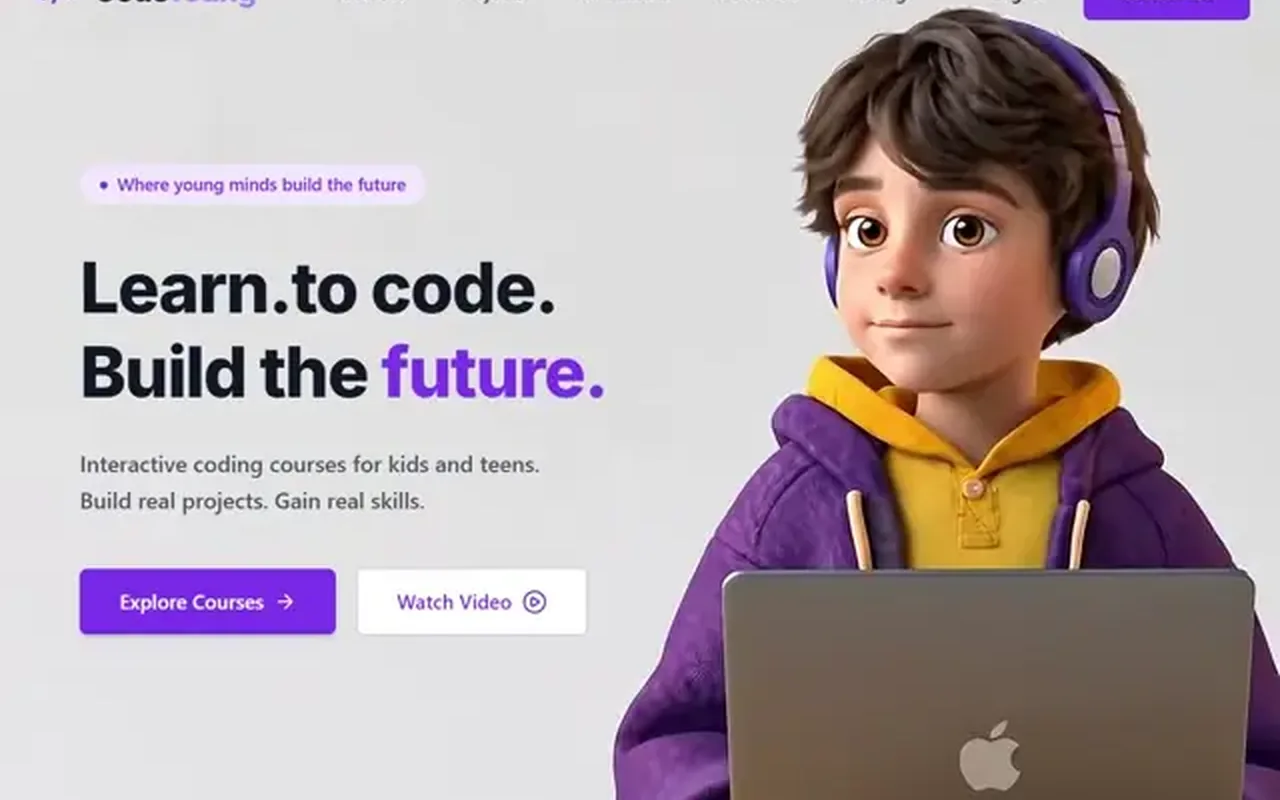 Where young minds build the future
Learn.to code.
Build the future.
Interactive coding courses for kids and teens.
Build real projects. Gain real skills.
Explore Courses
Watch Video